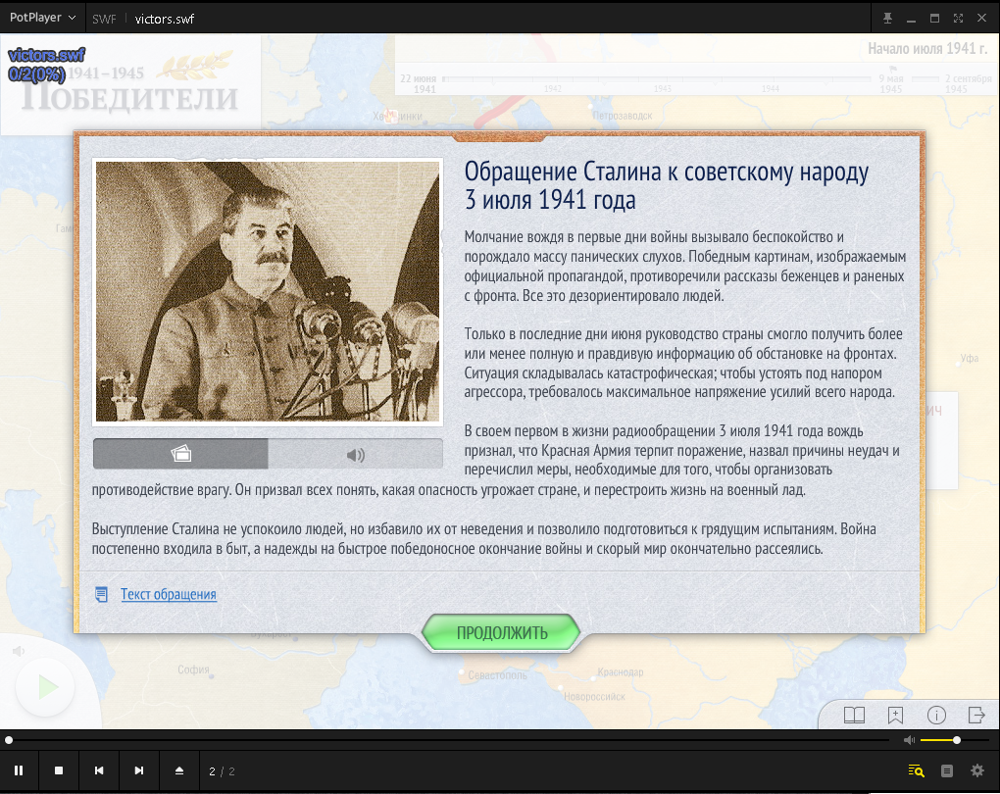 PotPlayer
SWF
victors.swf
victors.swf
0/2(0%)
1941–1945
ПОБЕДИТЕЛИ
Начало июля 1941 г.
22 июня
1941
1942
1943
1944
9 мая
1945
2 сентября
1945
Петрозаводск
Обращение Сталина к советскому народу
3 июля 1941 года
Молчание вождя в первые дни войны вызывало беспокойство и
порождало массу панических слухов. Победным картинам, изображаемым
официальной пропагандой, противоречили рассказы беженцев и раненых
с фронта. Все это дезориентировало людей.
Только в последние дни июня руководство страны смогло получить более
или менее полную и правдивую информацию об обстановке на фронтах.
Ситуация складывалась катастрофическая; чтобы устоять под напором
агрессора, требовалось максимальное напряжение усилий всего народа.
В своем первом в жизни радиообращении 3 июля 1941 года вождь
признал, что Красная Армия терпит поражение, назвал причины неудач и
перечислил меры, необходимые для того, чтобы организовать
противодействие врагу. Он призвал всех понять, какая опасность угрожает стране, и перестроить жизнь на военный лад.
Выступление Сталина не успокоило людей, но избавило их от неведения и позволило подготовиться к грядущим испытаниям. Война
постепенно входила в быт, а надежды на быстрое победоносное окончание войны и скорый мир окончательно рассеялись.
Текст обращения
ПРОДОЛЖИТЬ
Уфа
ИЧ
София
Севастополь
Краснодар
Новороссийск
2 / 2